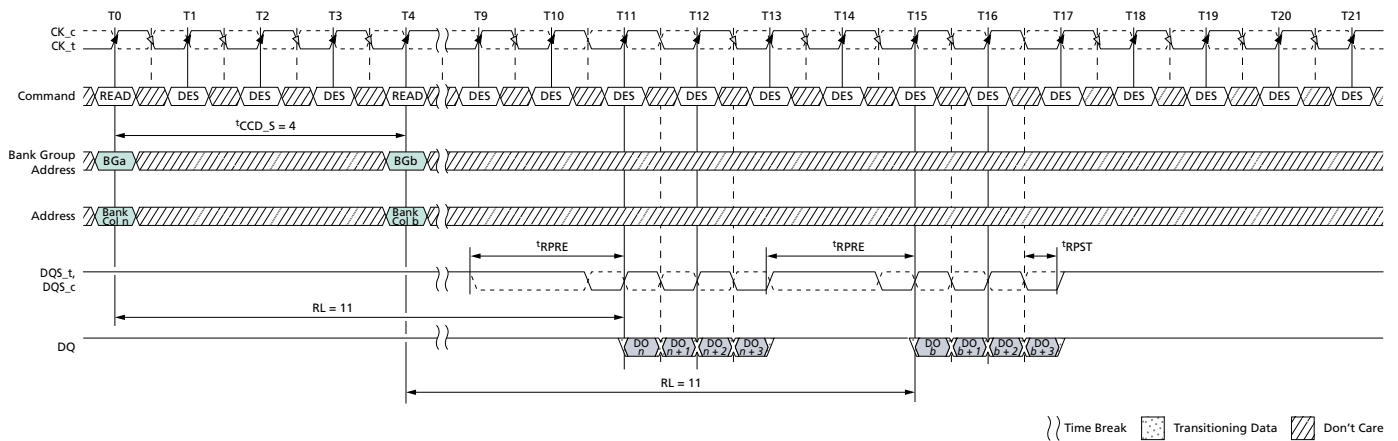 T0 T1 T2 T3 T4 T9 T10 T11 T12 T13 T14 T15 T16 T17 T18 T19 T20 T21
CK_c
CK_t
Command READ DES DES DES READ DES DES DES DES DES DES DES DES DES DES DES DES DES
tCCD_S = 4
Bank Group
Address BGa BGb
Address
Bank
Col n
Bank
Col b
tRPRE tRPRE tRPST
DQS_t,
DQS_c
RL = 11
DQ
DO
n
DO
n + 1
DO
n + 2
DO
n + 3
DO
b
DO
b + 1
DO
b + 2
DO
b + 3
RL = 11
Time Break Transitioning Data Don't Care